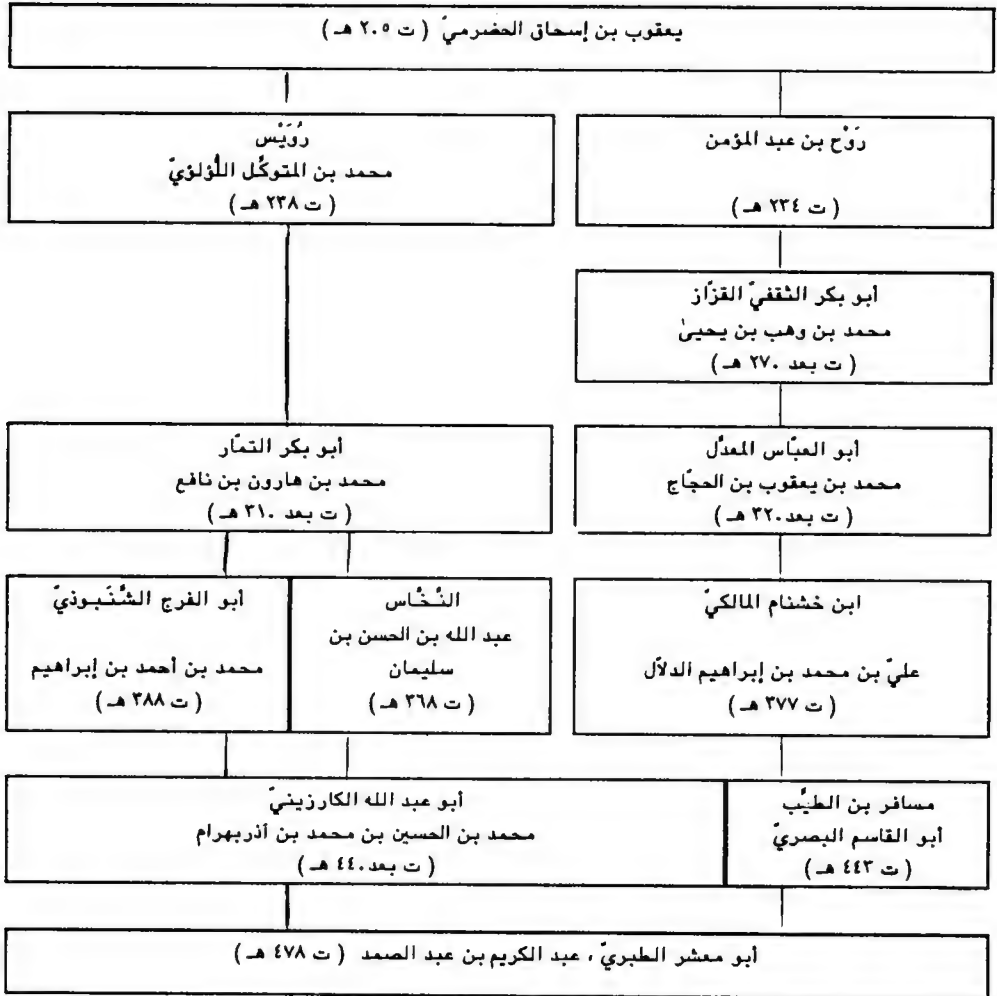 يعقوب بن إسحاق الحضرميّ ( ت ٢٠٥ هـ )
رَوْح بن عبد المؤمن
( ت ٢٣٤ هـ )
رُوَيْس
محمد بن المتوكِّل اللُّؤلؤيّ
( ت ٢٣٨ هـ )
أبو بكر الثقفيّ القزّاز
محمد بن وهب بن يحيىٰ
( ت بعد ٢٧٠ هـ )
أبو العبّاس المعدَّل
محمد بن يعقوب بن الحجّاج
( ت بعد ٣٢٠ هـ )
أبو بكر التمّار
محمد بن هارون بن نافع
( ت بعد ٣١٠ هـ )
ابن خشنام المالكيّ
عليّ بن محمد بن إبراهيم الدلاّل
( ت ٣٧٧ هـ )
النَّخَّاس
عبد الله بن الحسن بن
سليمان
( ت ٣٦٨ هـ )
أبو الفرج الشَّنَبوذيّ
محمد بن أحمد بن إبراهيم
( ت ٣٨٨ هـ )
مسافر بن الطيِّب
أبو القاسم البصريّ
( ت ٤٤٣ هـ )
أبو عبد الله الكارزينيّ
محمد بن الحسين بن محمد بن أذربهرام
( ت بعد ٤٤٠ هـ )
أبو معشر الطبريّ ، عبد الكريم بن عبد الصمد ( ت ٤٧٨ هـ )